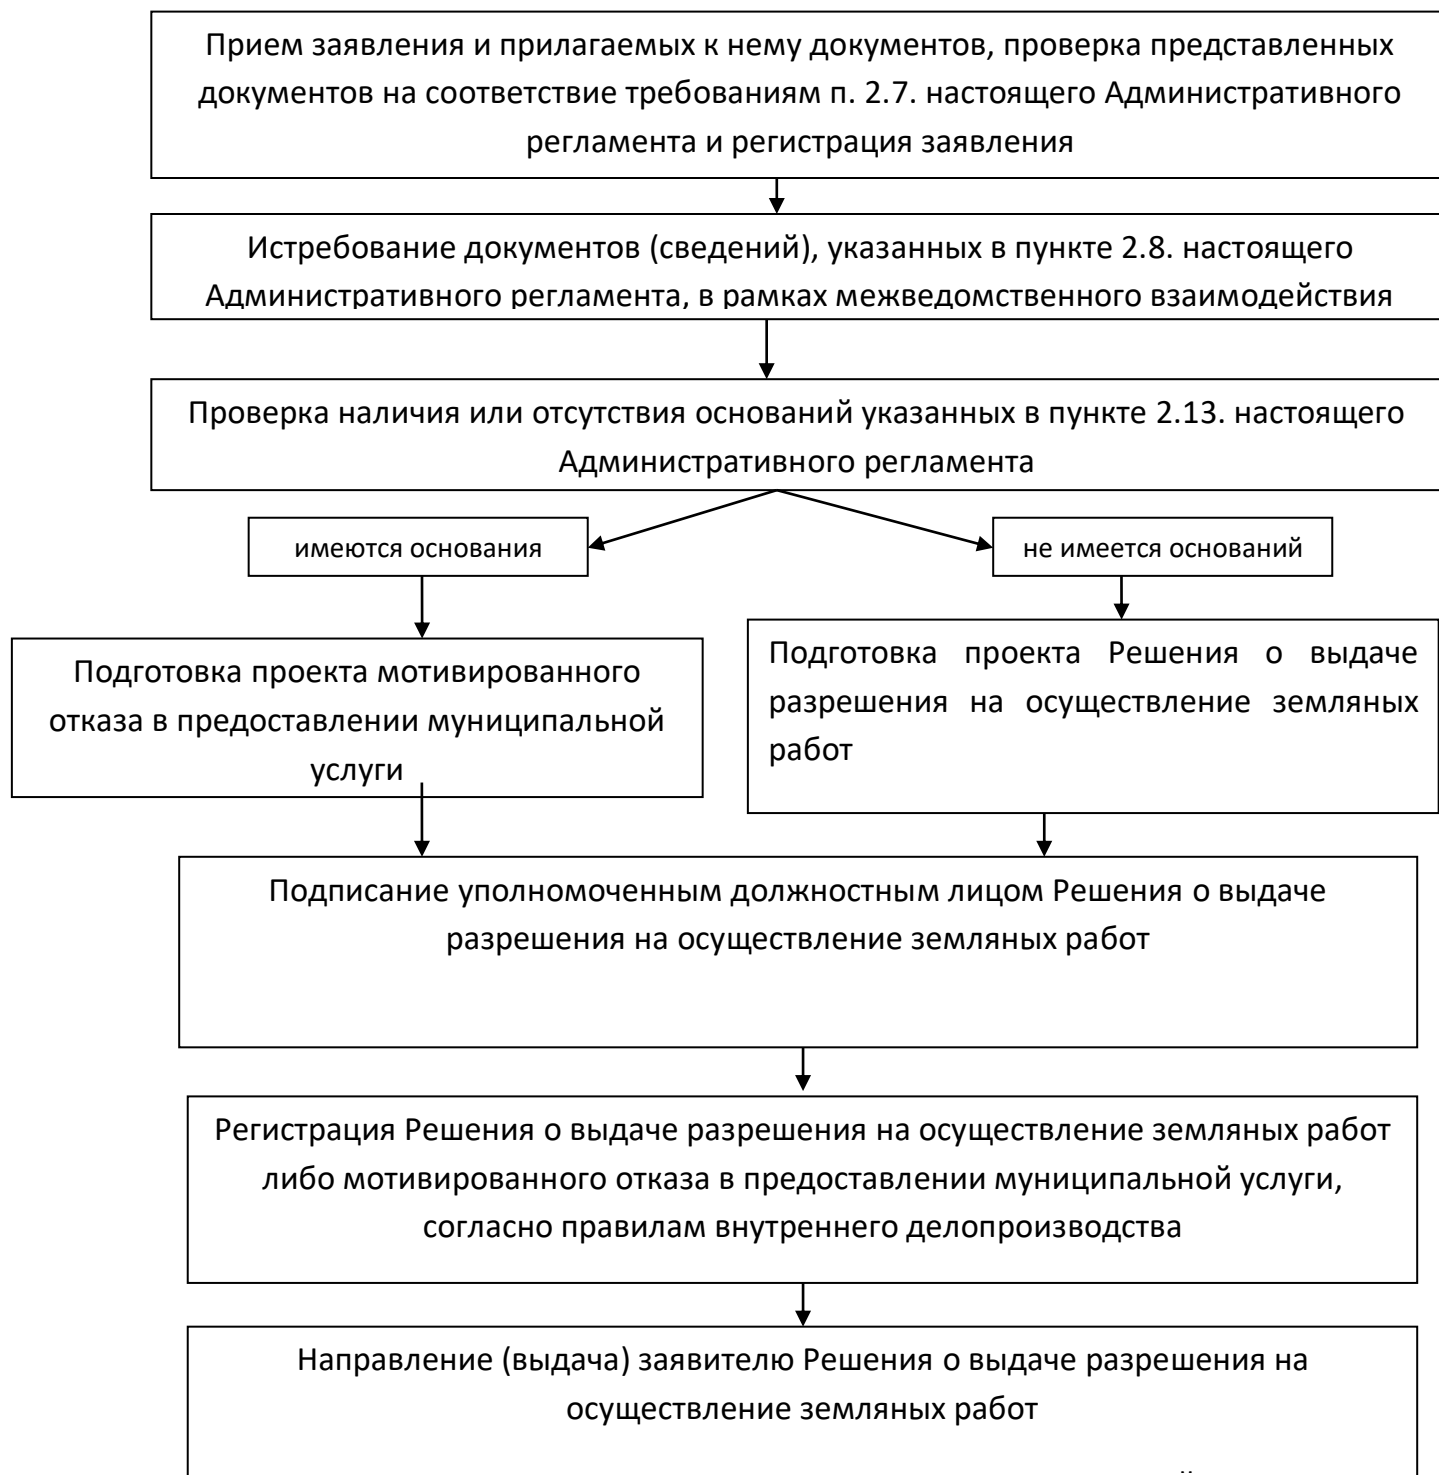 Прием заявления и прилагаемых к нему документов, проверка представленных
документов на соответствие требованиям п. 2.7. настоящего Административного
регламента и регистрация заявления
Истребование документов (сведений), указанных в пункте 2.8. настоящего
Административного регламента, в рамках межведомственного взаимодействия
Проверка наличия или отсутствия оснований указанных в пункте 2.13. настоящего
Административного регламента
имеются основания
не имеется оснований
Подготовка проекта мотивированного
отказа в предоставлении муниципальной
услуги
Подготовка проекта Решения о выдаче
разрешения на осуществление земляных
работ
Подписание уполномоченным должностным лицом Решения о выдаче
разрешения на осуществление земляных работ
Регистрация Решения о выдаче разрешения на осуществление земляных работ
либо мотивированного отказа в предоставлении муниципальной услуги,
согласно правилам внутреннего делопроизводства
Направление (выдача) заявителю Решения о выдаче разрешения на
осуществление земляных работ